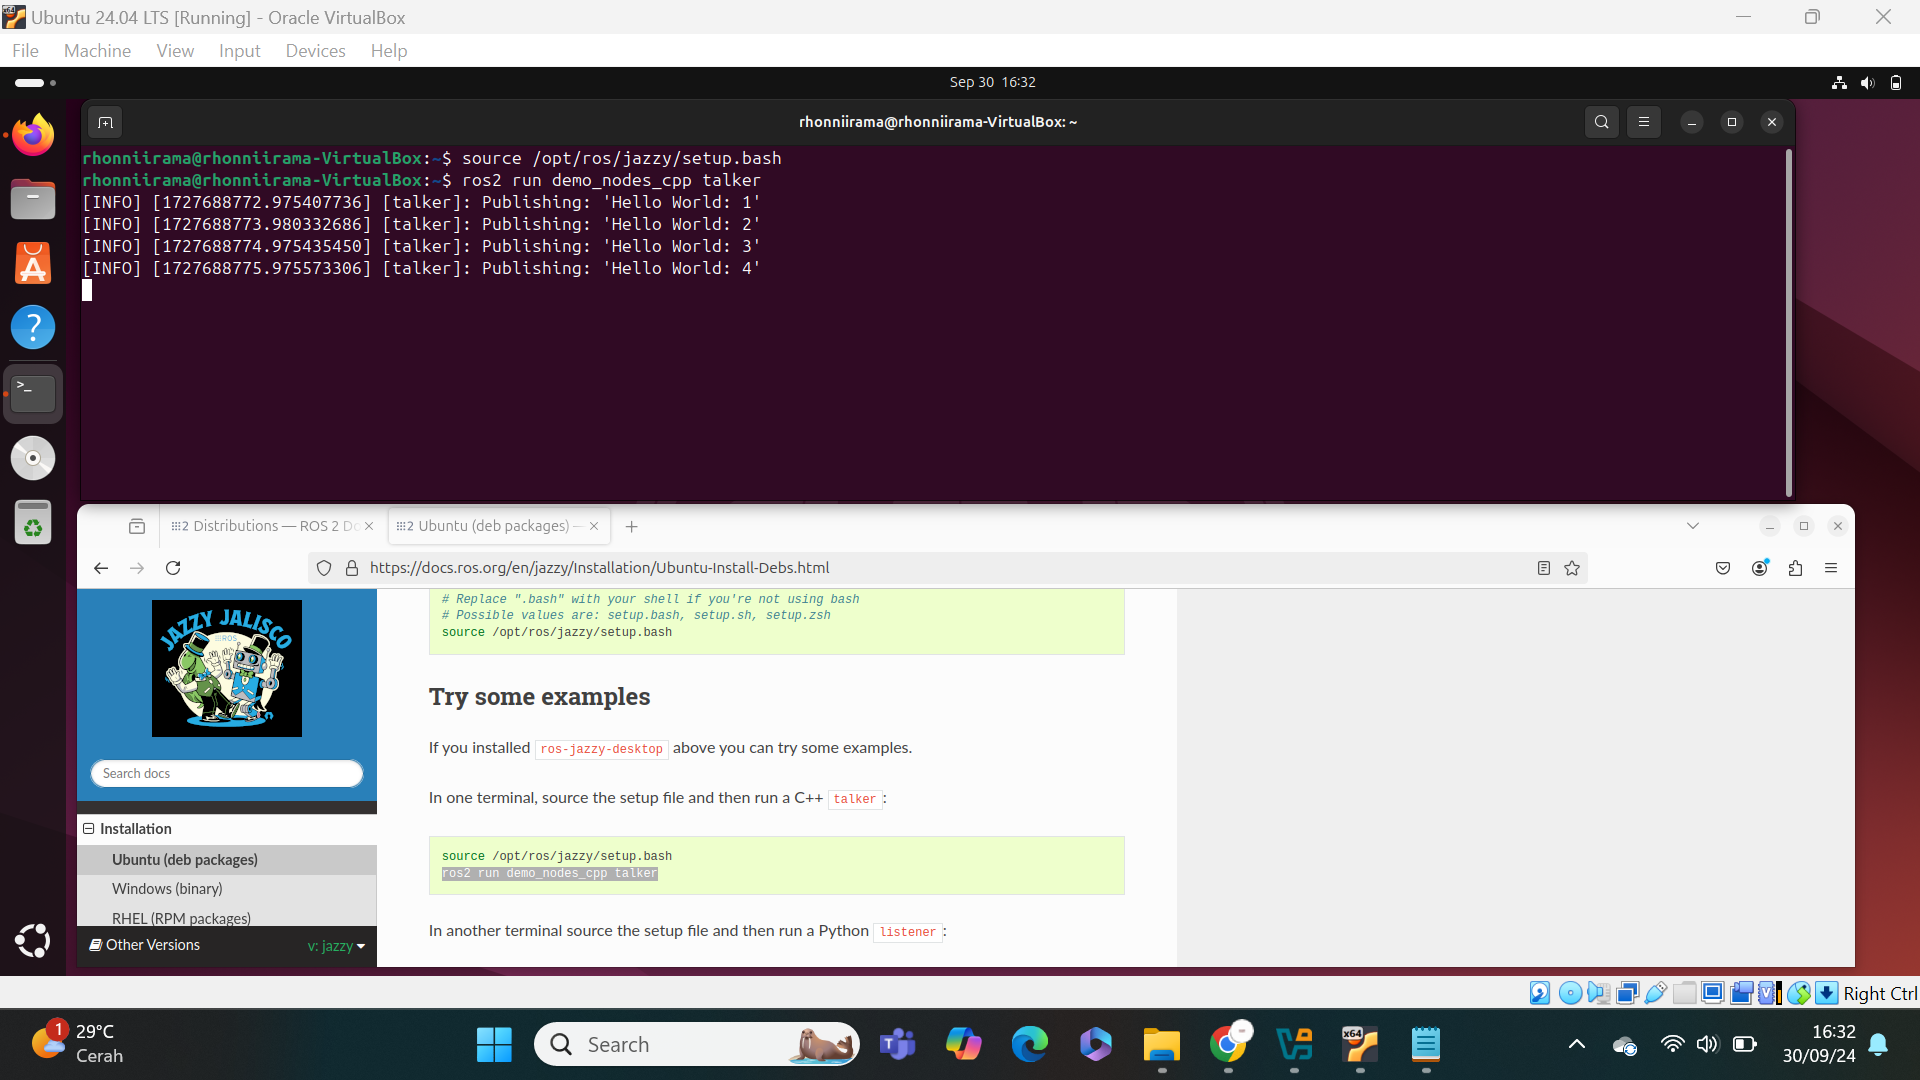 Ubuntu 24.04 LTS [Running] - Oracle VirtualBox
File Machine View Input Devices Help
Sep 30 16:32
rhonniirama@rhonniirama-VirtualBox: ~
rhonniirama@rhonniirama-VirtualBox:~$ source /opt/ros/jazzy/setup.bash
rhonniirama@rhonniirama-VirtualBox:~$ ros2 run demo_nodes_cpp talker
[INFO] [1727688772.975407736] [talker]: Publishing: 'Hello World: 1'
[INFO] [1727688773.980332686] [talker]: Publishing: 'Hello World: 2'
[INFO] [1727688774.975435450] [talker]: Publishing: 'Hello World: 3'
[INFO] [1727688775.975573306] [talker]: Publishing: 'Hello World: 4'
2 Distributions — ROS 2 Do
2 Ubuntu (deb packages) —
https://docs.ros.org/en/jazzy/Installation/Ubuntu-Install-Debs.html
JAZZY JALISCO
ROS
Search docs
Installation
Ubuntu (deb packages)
Windows (binary)
RHEL (RPM packages)
Other Versions
v: jazzy
# Replace ".bash" with your shell if you're not using bash
# Possible values are: setup.bash, setup.sh, setup.zsh
source /opt/ros/jazzy/setup.bash
Try some examples
If you installed ros-jazzy-desktop above you can try some examples.
In one terminal, source the setup file and then run a C++ talker:
source /opt/ros/jazzy/setup.bash
ros2 run demo_nodes_cpp talker
In another terminal source the setup file and then run a Python listener:
Right Ctrl
1
29°C
Cerah
Search
x64
16:32
30/09/24